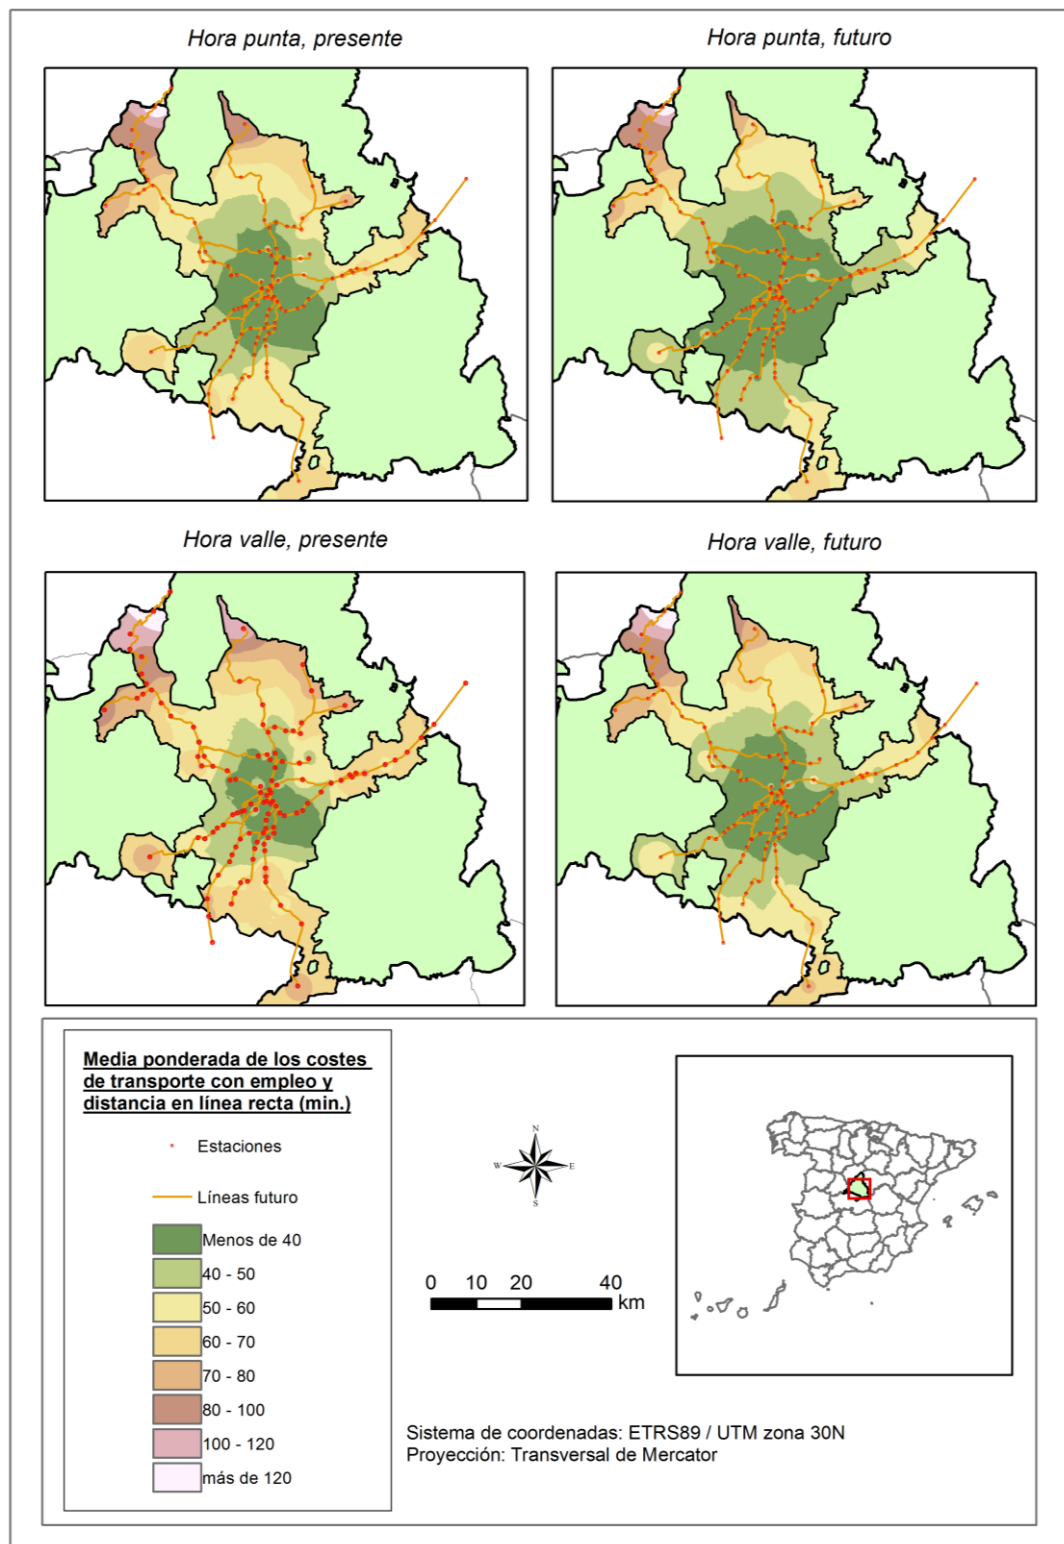 Hora punta, presente
Hora punta, futuro
Hora valle, presente
Hora valle, futuro
Media ponderada de los costes
de transporte con empleo y
distancia en línea recta (min.)
Estaciones
Líneas futuro
Menos de 40
40 - 50
50 - 60
60 - 70
70 - 80
80 - 100
100 - 120
más de 120
N
W
E
S
0 10 20 40
km
Sistema de coordenadas: ETRS89 / UTM zona 30N
Proyección: Transversal de Mercator